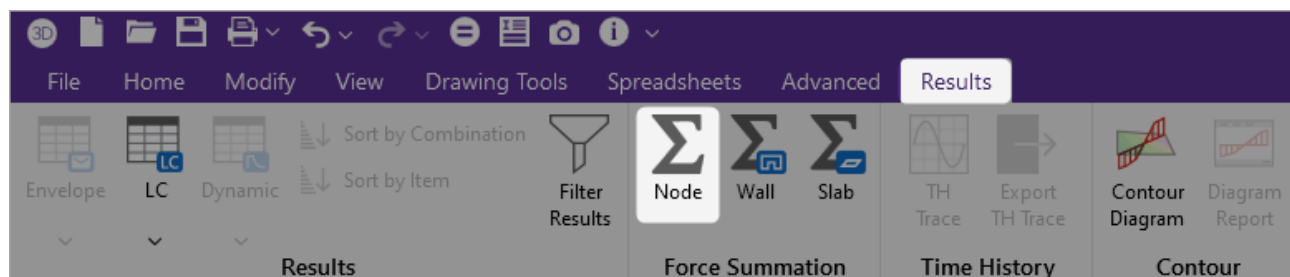 3D
File Home Modify View Drawing Tools Spreadsheets Advanced Results
Envelope
LC
LC
Dynamic
Sort by Combination
Sort by Item
Filter
Results
Results
Node
Wall
Slab
Force Summation
TH
Trace
Export
TH Trace
Time History
Contour
Diagram
Diagram
Report
Contour